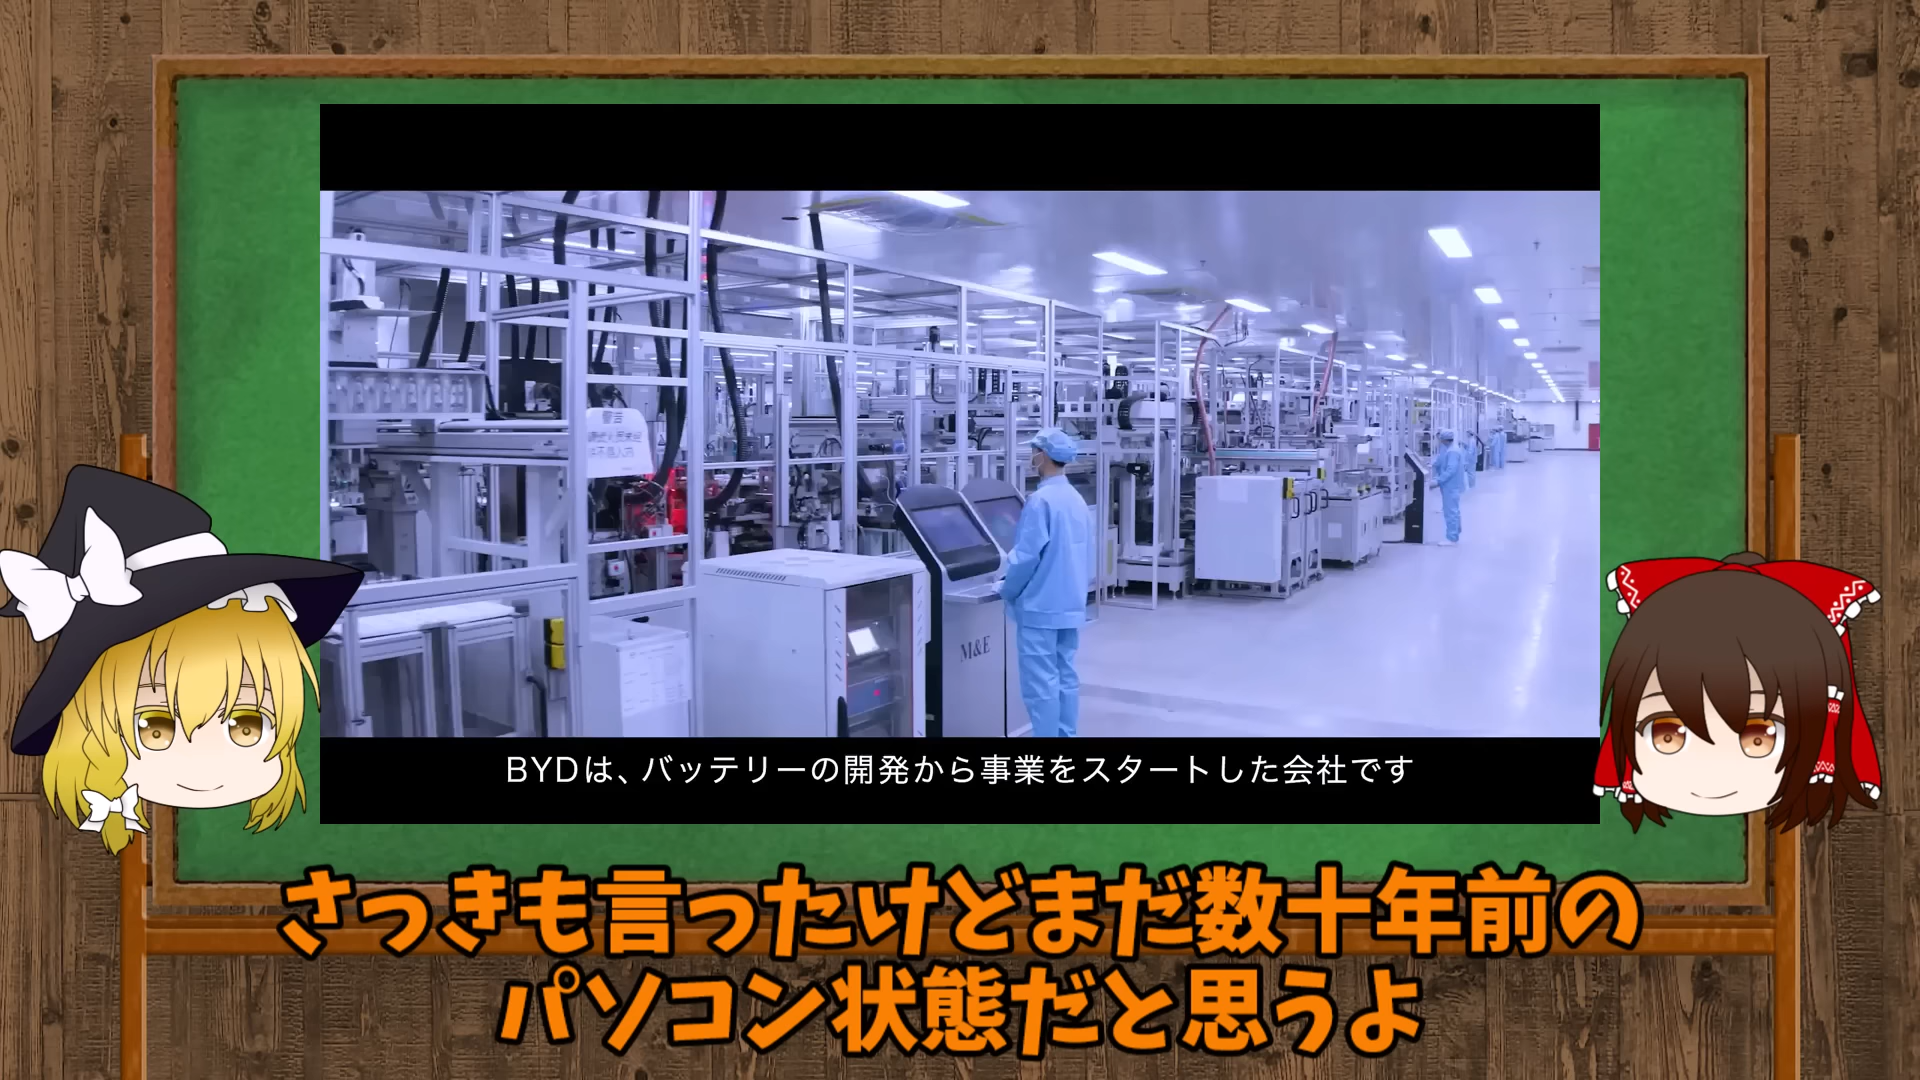 M&E
BYDは、バッテリーの開発から事業をスタートした会社です
さっきも言ったけどまだ数十年前の
パソコン状態だと思うよ